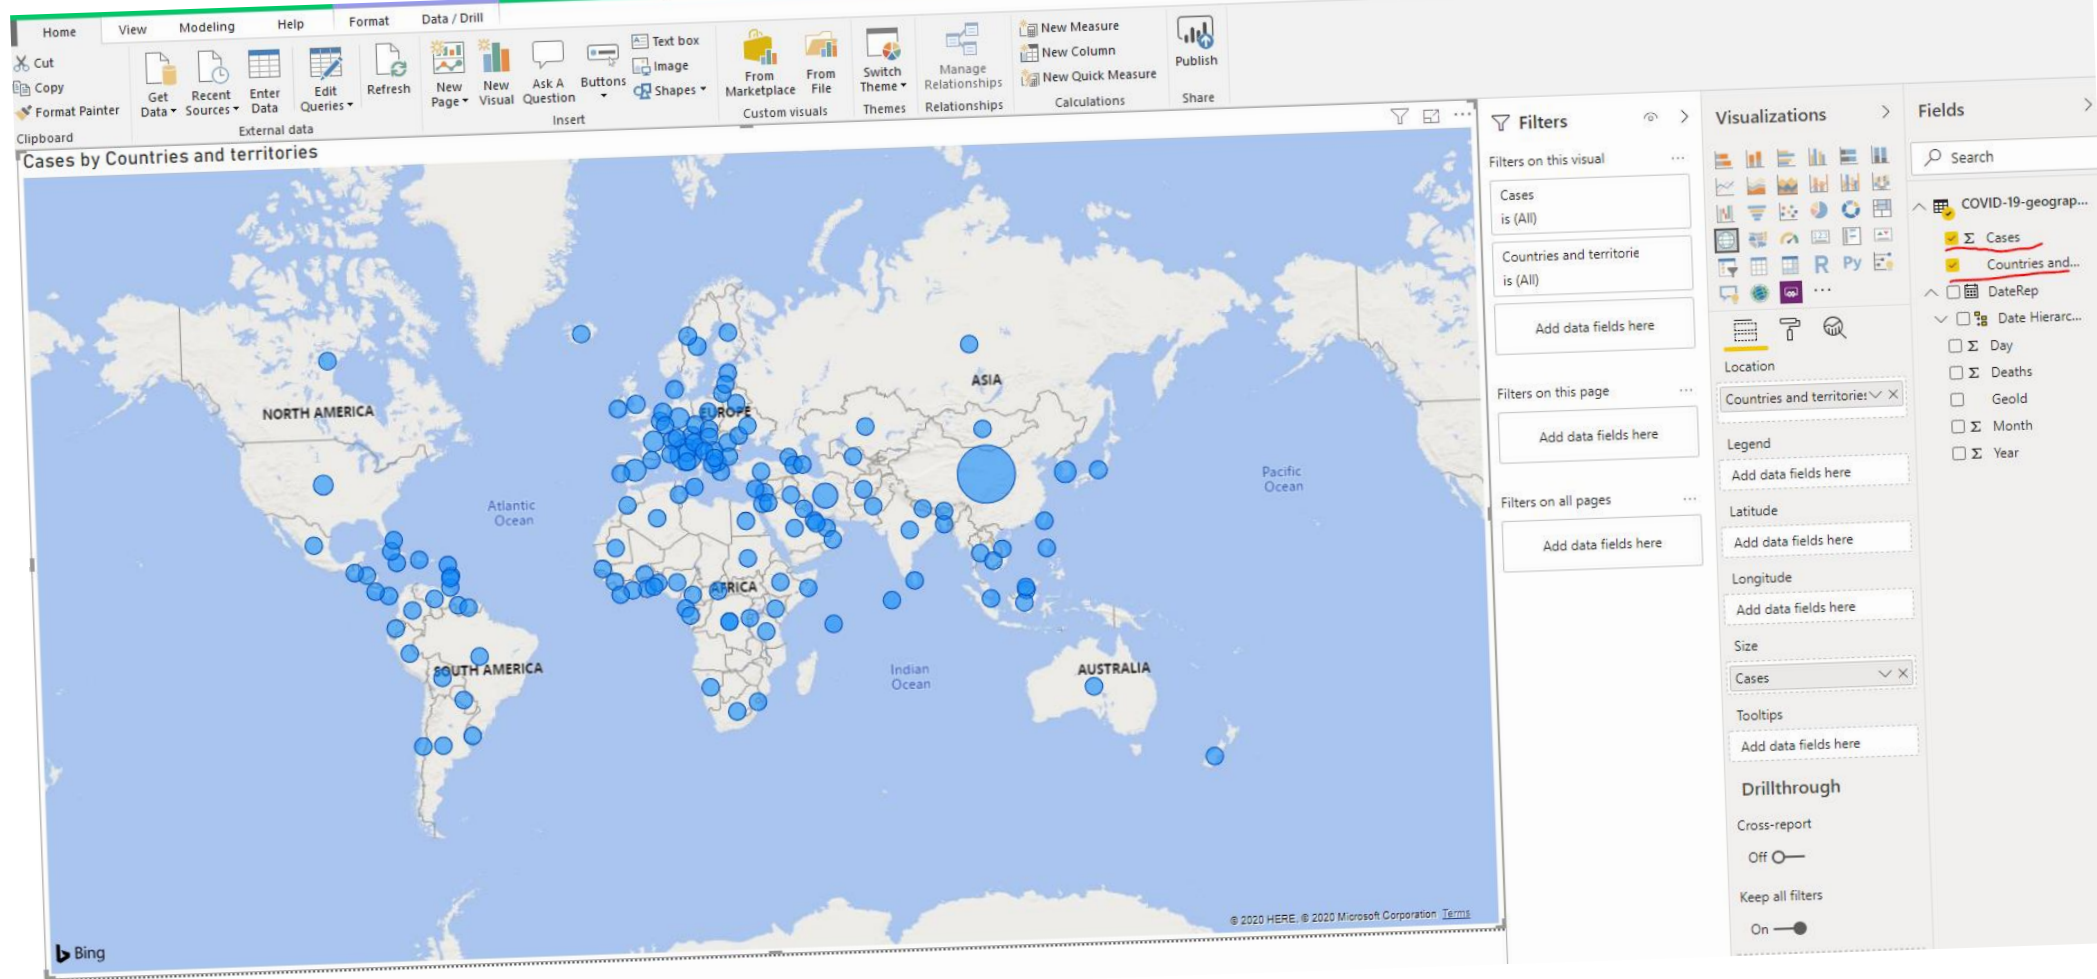 Home
View
Modeling
Help
Format
Data / Drill
Cut
Copy
Format Painter
Clipboard
Get
Data
Recent
Sources
Enter
Data
Edit
Queries
Refresh
External data
New
Page
New
Visual
Ask A
Question
Buttons
Text box
Image
Shapes
Insert
From
Marketplace
From
File
Custom visuals
Switch
Theme
Themes
Manage
Relationships
Relationships
New Measure
New Column
New Quick Measure
Calculations
Publish
Share
Cases by Countries and territories
NORTH AMERICA
EUROPE
ASIA
Atlantic
Ocean
Pacific
Ocean
AFRICA
SOUTH AMERICA
Indian
Ocean
AUSTRALIA
Bing
© 2020 HERE, © 2020 Microsoft Corporation Terms
Filters
Filters on this visual
...
Cases
is (All)
Countries and territorie
is (All)
Add data fields here
Filters on this page
...
Add data fields here
Filters on all pages
...
Add data fields here
Visualizations
R
Py
...
Location
Countries and territories
Legend
Add data fields here
Latitude
Add data fields here
Longitude
Add data fields here
Size
Cases
Tooltips
Add data fields here
Drillthrough
Cross-report
Off
Keep all filters
On
Fields
Search
COVID-19-geograp...
Σ Cases
Countries and...
DateRep
Date Hierarc...
Σ Day
Σ Deaths
GeoId
Σ Month
Σ Year